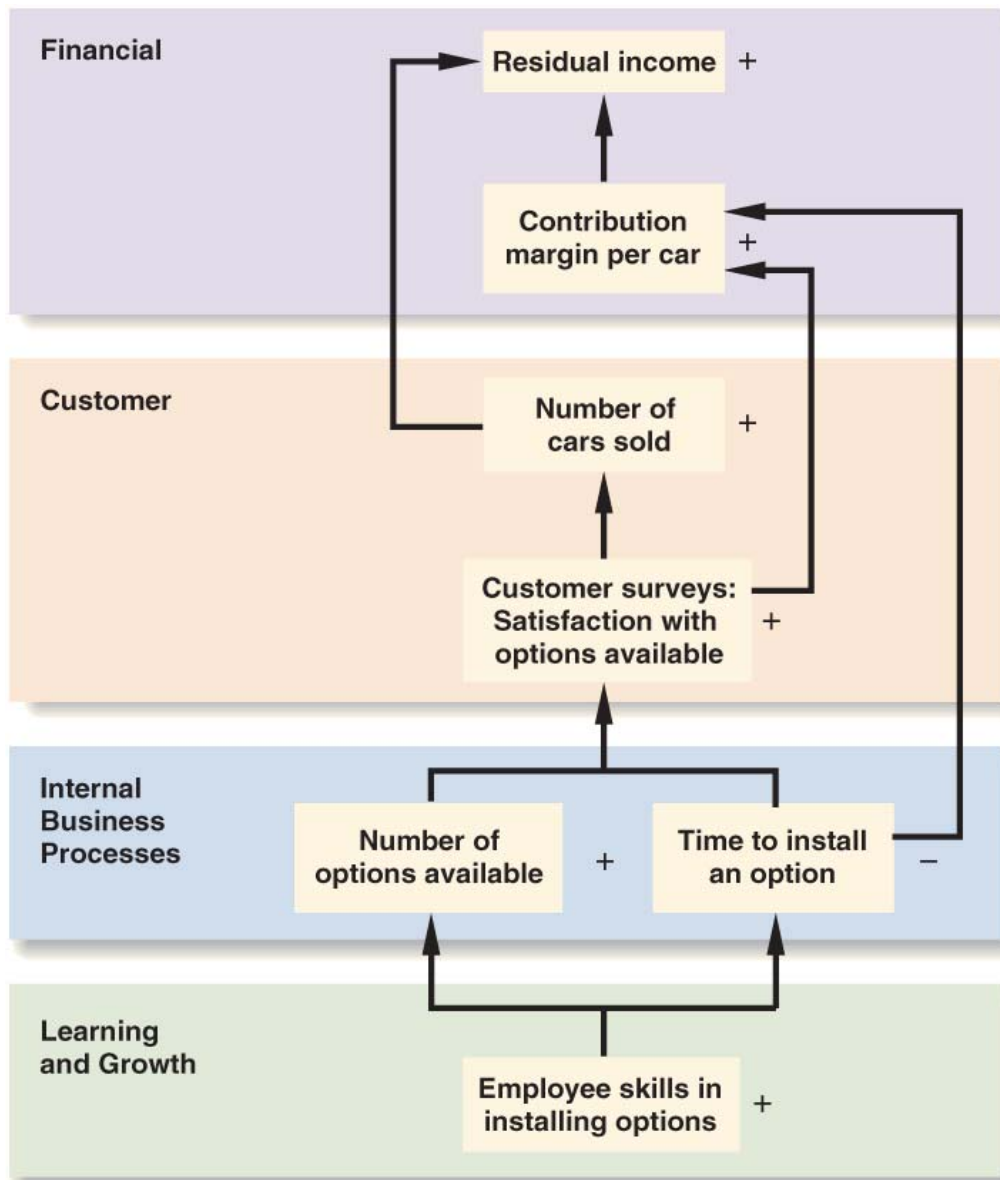 Financial
Residual income +
Contribution
margin per car
+
Customer
Number of
cars sold
+
Customer surveys:
Satisfaction with
options available
+
Internal
Business
Processes
Number of
options available
+
Time to install
an option
–
Learning
and Growth
Employee skills in
installing options
+